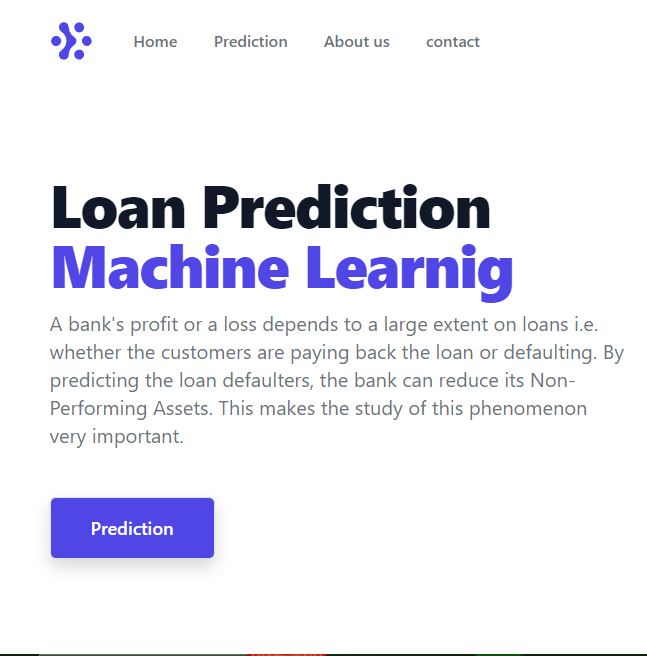 Home Prediction About us contact
Loan Prediction
Machine Learnig
A bank's profit or a loss depends to a large extent on loans i.e.
whether the customers are paying back the loan or defaulting. By
predicting the loan defaulters, the bank can reduce its Non-
Performing Assets. This makes the study of this phenomenon
very important.
Prediction